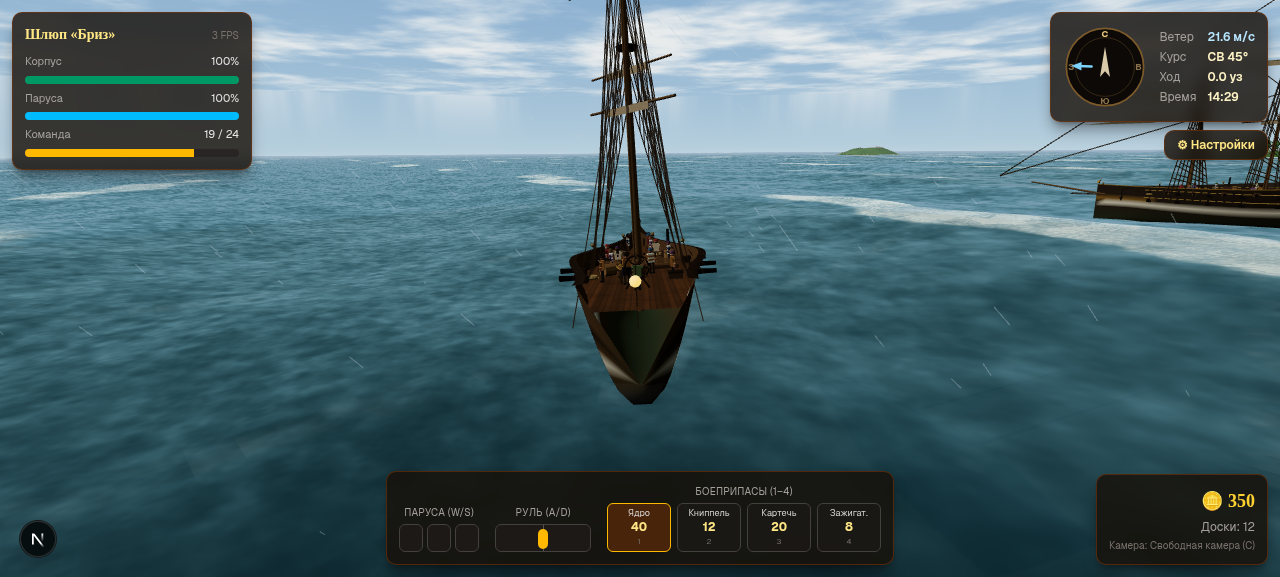 Шлюп «Бриз» 3 FPS
Корпус 100%
Паруса 100%
Команда 19 / 24
С
З В
Ю
Ветер 21.6 м/с
Курс СВ 45°
Ход 0.0 уз
Время 14:29
⚙ Настройки
БОЕПРИПАСЫ (1–4)
ПАРУСА (W/S) РУЛЬ (A/D)
Ядро Книппель Картечь Зажигат.
40 12 20 8
1 2 3 4
350
Доски: 12
Камера: Свободная камера (C)
N